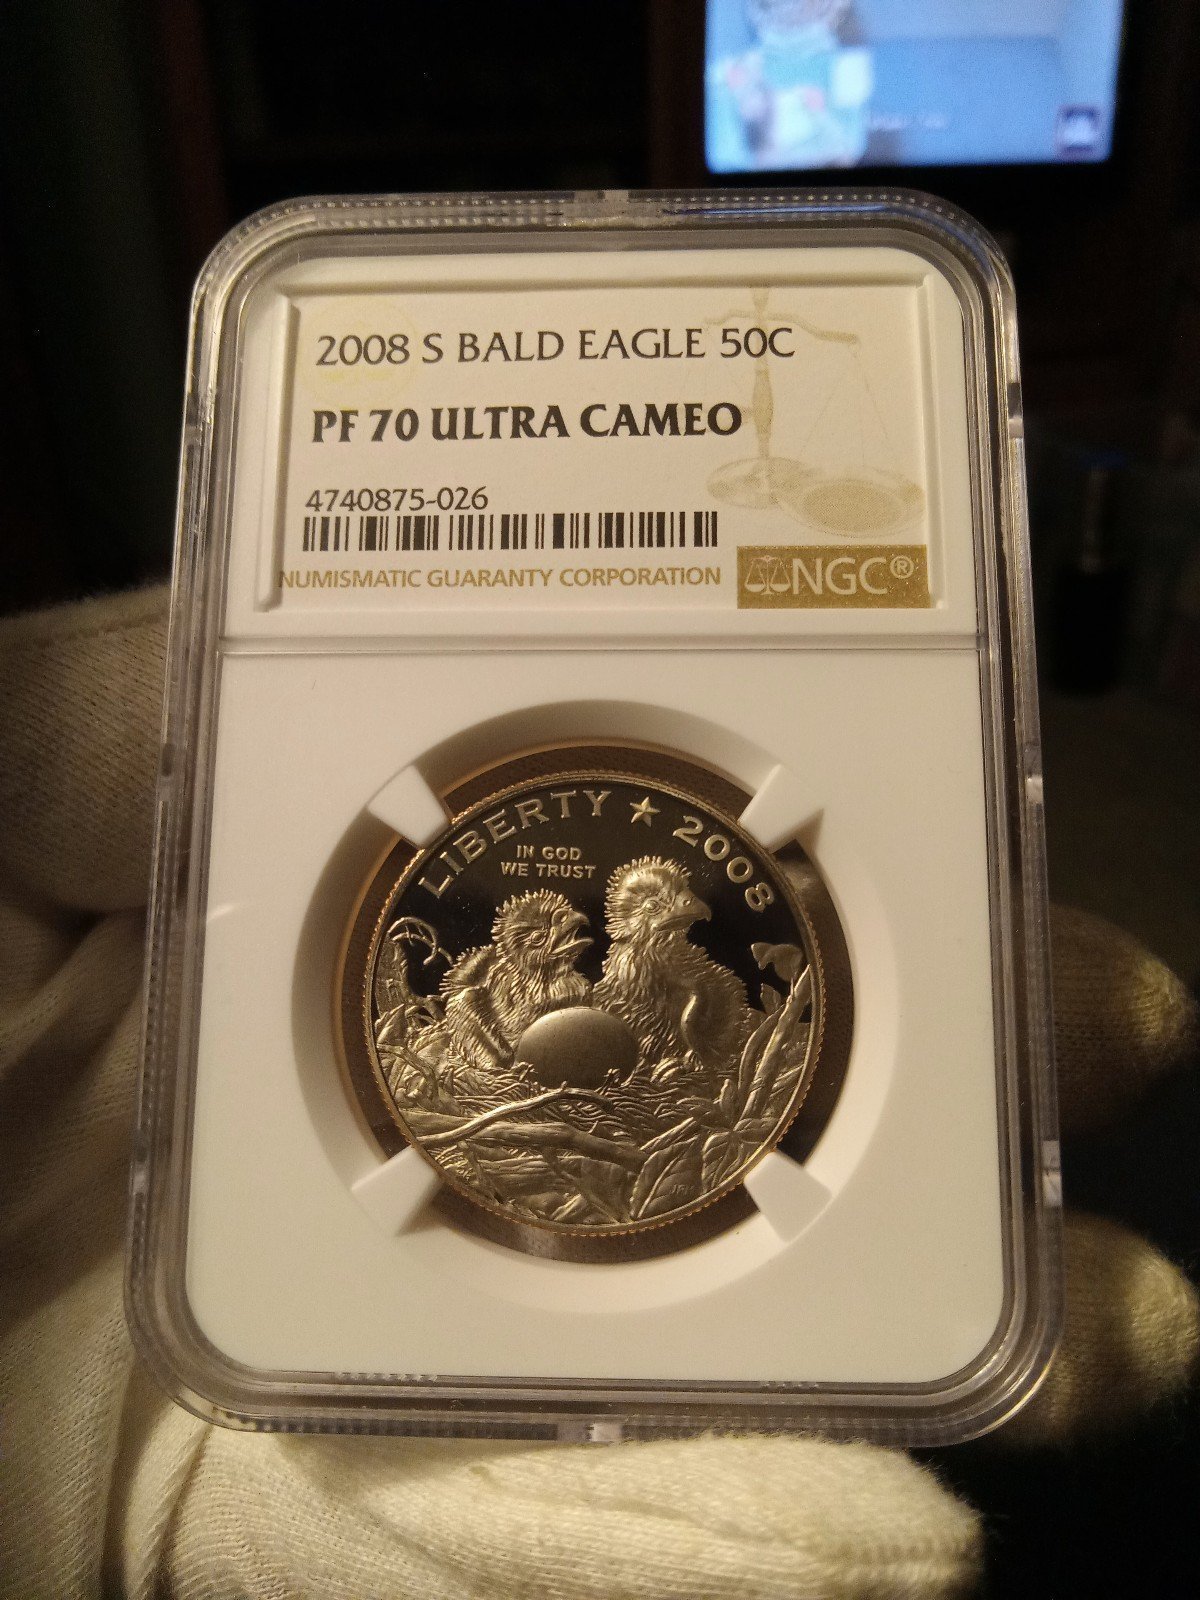 2008 S BALD EAGLE 50C
PF 70 ULTRA CAMEO
4740875-026
NUMISMATIC GUARANTY CORPORATION
NGC®
LIBERTY ★ 2008
IN GOD
WE TRUST